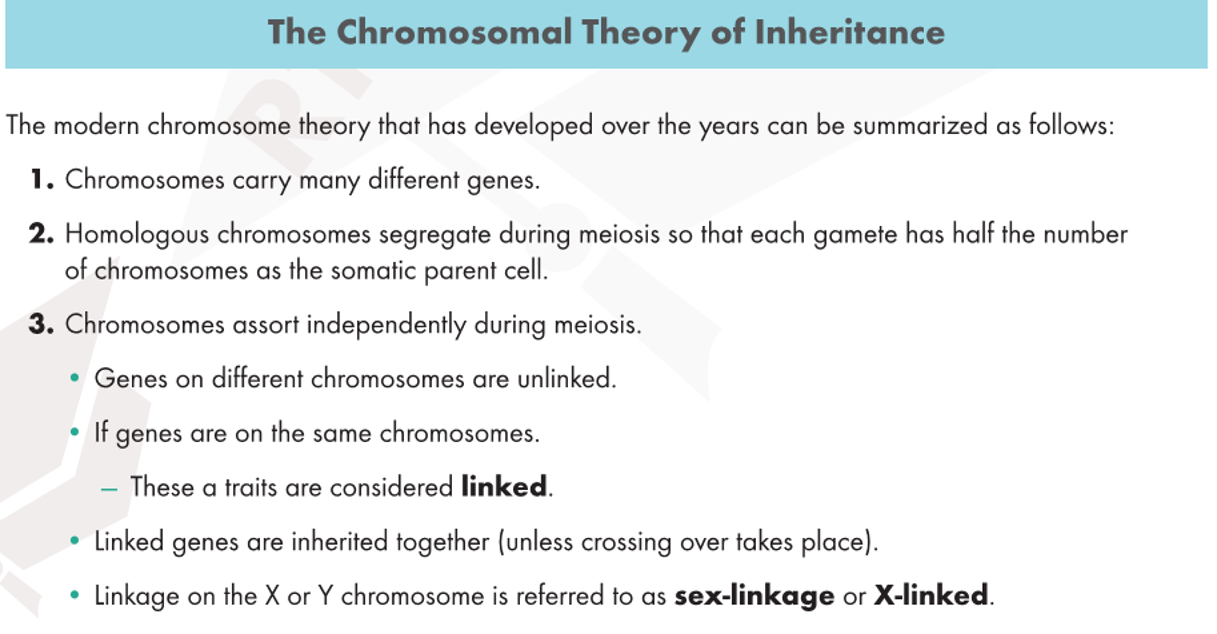 The Chromosomal Theory of Inheritance
The modern chromosome theory that has developed over the years can be summarized as follows:
1. Chromosomes carry many different genes.
2. Homologous chromosomes segregate during meiosis so that each gamete has half the number
of chromosomes as the somatic parent cell.
3. Chromosomes assort independently during meiosis.
• Genes on different chromosomes are unlinked.
• If genes are on the same chromosomes.
– These a traits are considered linked.
• Linked genes are inherited together (unless crossing over takes place).
• Linkage on the X or Y chromosome is referred to as sex-linkage or X-linked.